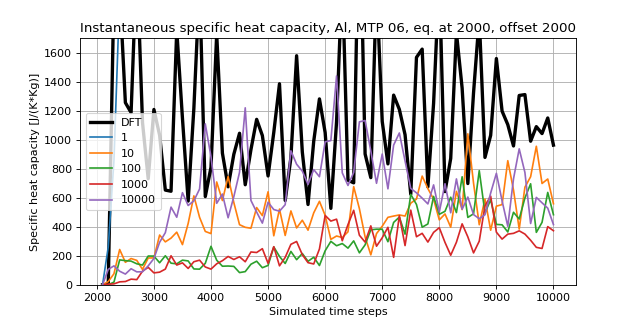 Instantaneous specific heat capacity, Al, MTP 06, eq. at 2000, offset 2000
Specific heat capacity [J/(K*Kg)]
1600
1400
1200
1000
800
600
400
200
0
DFT
1
10
100
1000
10000
2000 3000 4000 5000 6000 7000 8000 9000 10000
Simulated time steps